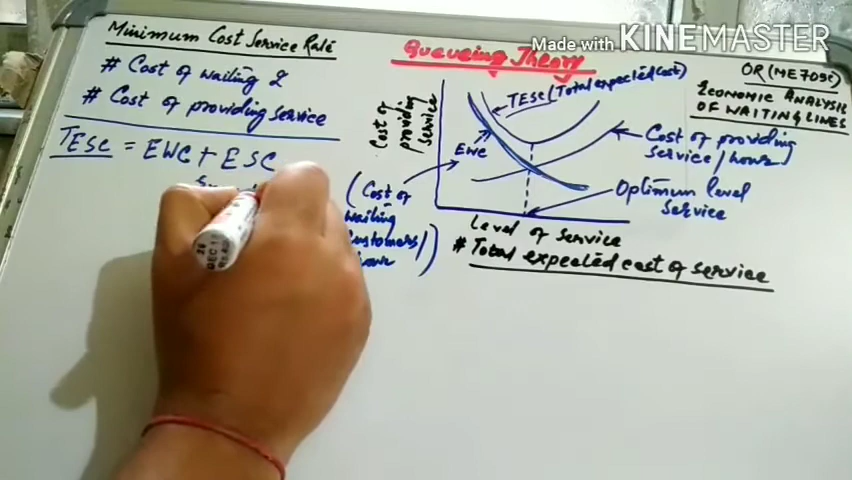 Minimum Cost Service Rate
# Cost of waiting &
# Cost of providing service
TESC = EWC + ESC
Queueing Theory
Made with KINEMASTER
OR (ME709C)
ECONOMIC ANALYSIS
OF WAITING LINES
Cost of
providing
service
TESC (Total expected cost)
EWC
Cost of providing
service/hour
Optimum level
service
(Cost of
waiting
customers/
hour)
Level of service
# Total expected cost of service